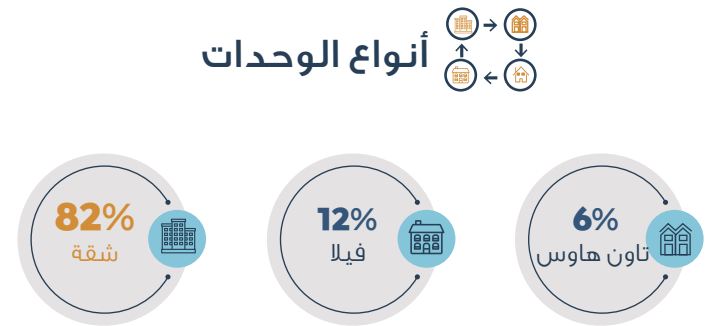 أنواع الوحدات
6%
تاون هاوس
12%
فيلا
82%
شقة